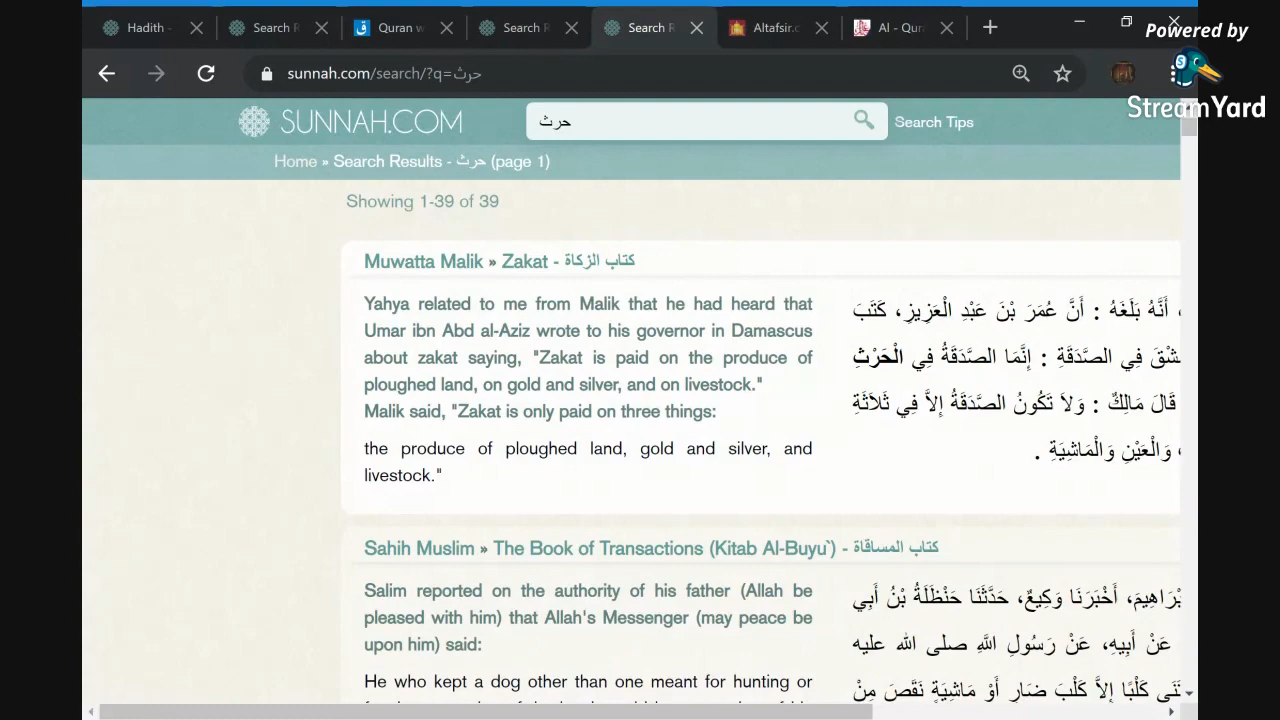 Hadith -
Search R
Quran w
Search R
Search R
Altafsir.c
Al - Qur
Powered by
sunnah.com/search/?q=حرث
StreamYard
SUNNAH.COM
حرث
Search Tips
Home » Search Results - حرث (page 1)
Showing 1-39 of 39
Muwatta Malik » Zakat - كتاب الزكاة
Yahya related to me from Malik that he had heard that
Umar ibn Abd al-Aziz wrote to his governor in Damascus
about zakat saying, "Zakat is paid on the produce of
ploughed land, on gold and silver, and on livestock."
Malik said, "Zakat is only paid on three things:
the produce of ploughed land, gold and silver, and
livestock."
أَنَّهُ بَلَغَهُ : أَنَّ عُمَرَ بْنَ عَبْدِ الْعَزِيزِ، كَتَبَ
فِي الصَّدَقَةِ : إِنَّمَا الصَّدَقَةُ فِي الْحَرْثِ
قَالَ مَالِكٌ : وَلاَ تَكُونُ الصَّدَقَةُ إِلاَّ فِي ثَلاَثَةِ
وَالْعَيْنِ وَالْمَاشِيَةِ .
Sahih Muslim » The Book of Transactions (Kitab Al-Buyu`) - كتاب المساقاة
Salim reported on the authority of his father (Allah be
pleased with him) that Allah's Messenger (may peace be
upon him) said:
He who kept a dog other than one meant for hunting or
أَخْبَرَنَا وَكِيعٌ، حَدَّثَنَا حَنْظَلَةُ بْنُ أَبِي
عَنْ أَبِيهِ، عَنْ رَسُولِ اللَّهِ صلى الله عليه
كَلْبًا إِلاَّ كَلْبَ ضَارٍ أَوْ مَاشِيَةٍ نَقَصَ مِنْ